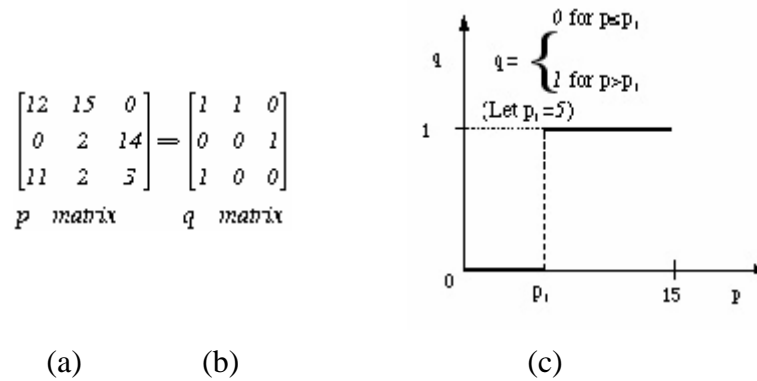 [12 15 0] [1 1 0]
[0 2 14] = [0 0 1]
[11 2 3] [1 0 0]
p matrix q matrix
q
q = { 0 for p≤p₁
1 for p>p₁
(Let p₁=5)
1
0
p₁
15
p
(a) (b) (c)